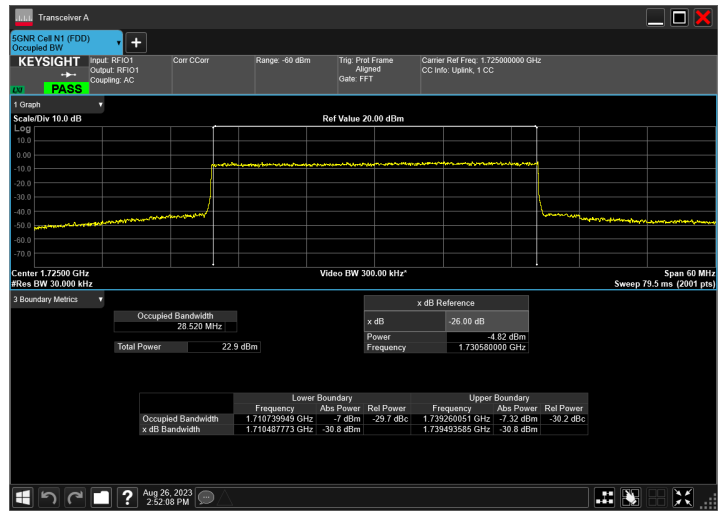 Transceiver A
5GNR Cell N1 (FDD)
Occupied BW
KEYSIGHT
Input: RFIO1
Output: RFIO1
Coupling: AC
Corr CCorr
Range: -60 dBm
Trig: Prot Frame
Aligned
Gate: FFT
Carrier Ref Freq: 1.725000000 GHz
CC Info: Uplink, 1 CC
LXI
PASS
1 Graph
Scale/Div 10.0 dB
Ref Value 20.00 dBm
Log
10.0
0.00
-10.0
-20.0
-30.0
-40.0
-50.0
-60.0
-70.0
Center 1.72500 GHz
Video BW 300.00 kHz*
Span 60 MHz
#Res BW 30.000 kHz
Sweep 79.5 ms (2001 pts)
3 Boundary Metrics
Occupied Bandwidth
28.520 MHz
Total Power 22.9 dBm
x dB Reference
x dB -26.00 dB
Power -4.82 dBm
Frequency 1.730580000 GHz
Lower Boundary Upper Boundary
Frequency Abs Power Rel Power Frequency Abs Power Rel Power
Occupied Bandwidth 1.710739949 GHz -7 dBm -29.7 dBc 1.739260051 GHz -7.32 dBm -30.2 dBc
x dB Bandwidth 1.710487773 GHz -30.8 dBm 1.739493585 GHz -30.8 dBm
Aug 26, 2023
2:52:08 PM